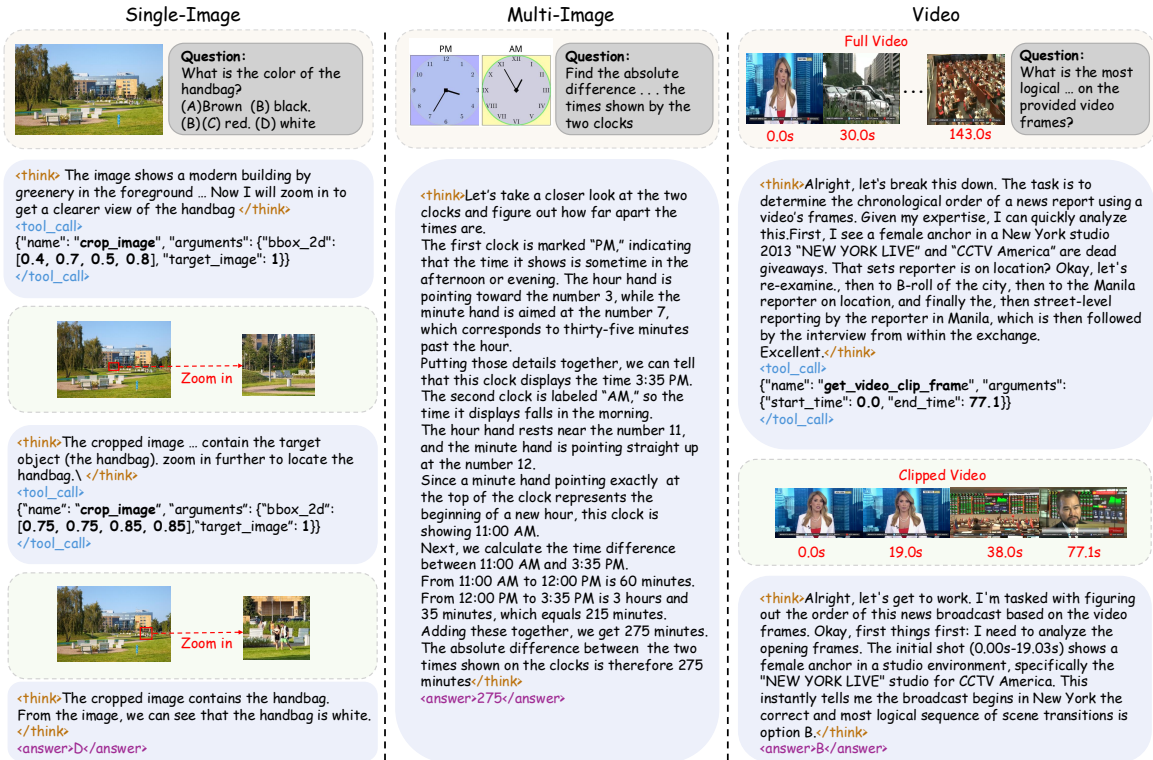 Single-Image
Question:
What is the color of the
handbag?
(A)Brown (B) black.
(B)(C) red. (D) white
<think> The image shows a modern building by
greenery in the foreground … Now I will zoom in to
get a clearer view of the handbag </think>
<tool_call>
{"name": "crop_image", "arguments": {"bbox_2d":
[0.4, 0.7, 0.5, 0.8], "target_image": 1}}
</tool_call>
Zoom in
<think>The cropped image … contain the target
object (the handbag). zoom in further to locate the
handbag.\ </think>
<tool_call>
{“name”: “crop_image”, “arguments”: {“bbox_2d”:
[0.75, 0.75, 0.85, 0.85],“target_image”: 1}}
</tool_call>
Zoom in
<think>The cropped image contains the handbag.
From the image, we can see that the handbag is white.
</think>
<answer>D</answer>
Multi-Image
PM
AM
12
1
2
4
5
6
7
8
9
10
11
XII
I
II
III
IV
V
VI
VII
VIII
IX
X
XI
Question:
Find the absolute
difference . . . the
times shown by the
two clocks
<think>Let’s take a closer look at the two
clocks and figure out how far apart the
times are.
The first clock is marked “PM,” indicating
that the time it shows is sometime in the
afternoon or evening. The hour hand is
pointing toward the number 3, while the
minute hand is aimed at the number 7,
which corresponds to thirty-five minutes
past the hour.
Putting those details together, we can tell
that this clock displays the time 3:35 PM.
The second clock is labeled “AM,” so the
time it displays falls in the morning.
The hour hand rests near the number 11,
and the minute hand is pointing straight up
at the number 12.
Since a minute hand pointing exactly at
the top of the clock represents the
beginning of a new hour, this clock is
showing 11:00 AM.
Next, we calculate the time difference
between 11:00 AM and 3:35 PM.
From 11:00 AM to 12:00 PM is 60 minutes.
From 12:00 PM to 3:35 PM is 3 hours and
35 minutes, which equals 215 minutes.
Adding these together, we get 275 minutes.
The absolute difference between the two
times shown on the clocks is therefore 275
minutes</think>
<answer>275</answer>
Video
Full Video
0.0s
30.0s
...
143.0s
Question:
What is the most
logical … on the
provided video
frames?
<think>Alright, let’s break this down. The task is to
determine the chronological order of a news report using a
video’s frames. Given my expertise, I can quickly analyze
this.First, I see a female anchor in a New York studio
2013 “NEW YORK LIVE” and “CCTV America” are dead
giveaways. That sets reporter is on location? Okay, let's
re-examine., then to B-roll of the city, then to the Manila
reporter on location, and finally the, then street-level
reporting by the reporter in Manila, which is then followed
by the interview from within the exchange.
Excellent.</think>
<tool_call>
{"name": "get_video_clip_frame", "arguments":
{"start_time": 0.0, "end_time": 77.1}}
</tool_call>
Clipped Video
0.0s
19.0s
38.0s
77.1s
<think>Alright, let's get to work. I'm tasked with figuring
out the order of this news broadcast based on the video
frames. Okay, first things first: I need to analyze the
opening frames. The initial shot (0.00s-19.03s) shows a
female anchor in a studio environment, specifically the
"NEW YORK LIVE" studio for CCTV America. This
instantly tells me the broadcast begins in New York the
correct and most logical sequence of scene transitions is
option B.</think>
<answer>B</answer>